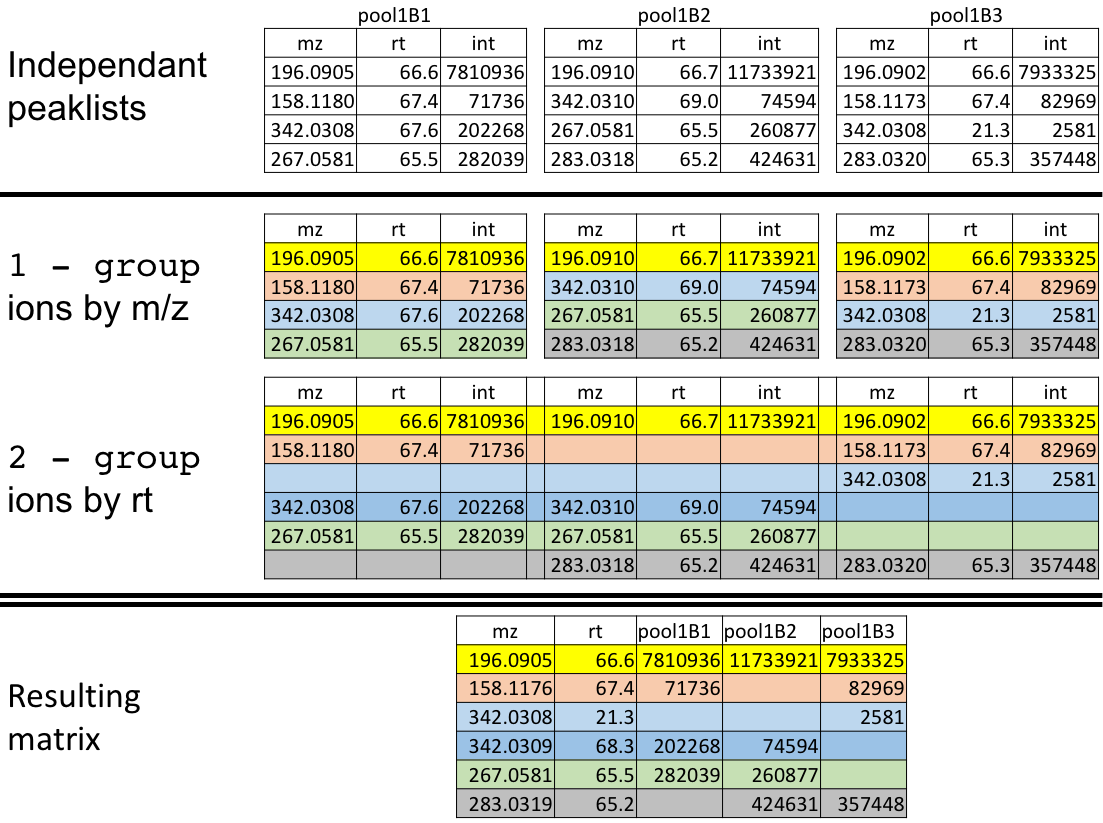 pool1B1 pool1B2 pool1B3
Independant
peaklists
mz rt int mz rt int mz rt int
196.0905 66.6 7810936 196.0910 66.7 11733921 196.0902 66.6 7933325
158.1180 67.4 71736 342.0310 69.0 74594 158.1173 67.4 82969
342.0308 67.6 202268 267.0581 65.5 260877 342.0308 21.3 2581
267.0581 65.5 282039 283.0318 65.2 424631 283.0320 65.3 357448
1 – group
ions by m/z
mz rt int mz rt int mz rt int
196.0905 66.6 7810936 196.0910 66.7 11733921 196.0902 66.6 7933325
158.1180 67.4 71736 342.0310 69.0 74594 158.1173 67.4 82969
342.0308 67.6 202268 267.0581 65.5 260877 342.0308 21.3 2581
267.0581 65.5 282039 283.0318 65.2 424631 283.0320 65.3 357448
2 – group
ions by rt
mz rt int mz rt int mz rt int
196.0905 66.6 7810936 196.0910 66.7 11733921 196.0902 66.6 7933325
158.1180 67.4 71736 158.1173 67.4 82969
342.0308 21.3 2581
342.0308 67.6 202268 342.0310 69.0 74594
267.0581 65.5 282039 267.0581 65.5 260877
283.0318 65.2 424631 283.0320 65.3 357448
Resulting
matrix
mz rt pool1B1 pool1B2 pool1B3
196.0905 66.6 7810936 11733921 7933325
158.1176 67.4 71736 82969
342.0308 21.3 2581
342.0309 68.3 202268 74594
267.0581 65.5 282039 260877
283.0319 65.2 424631 357448